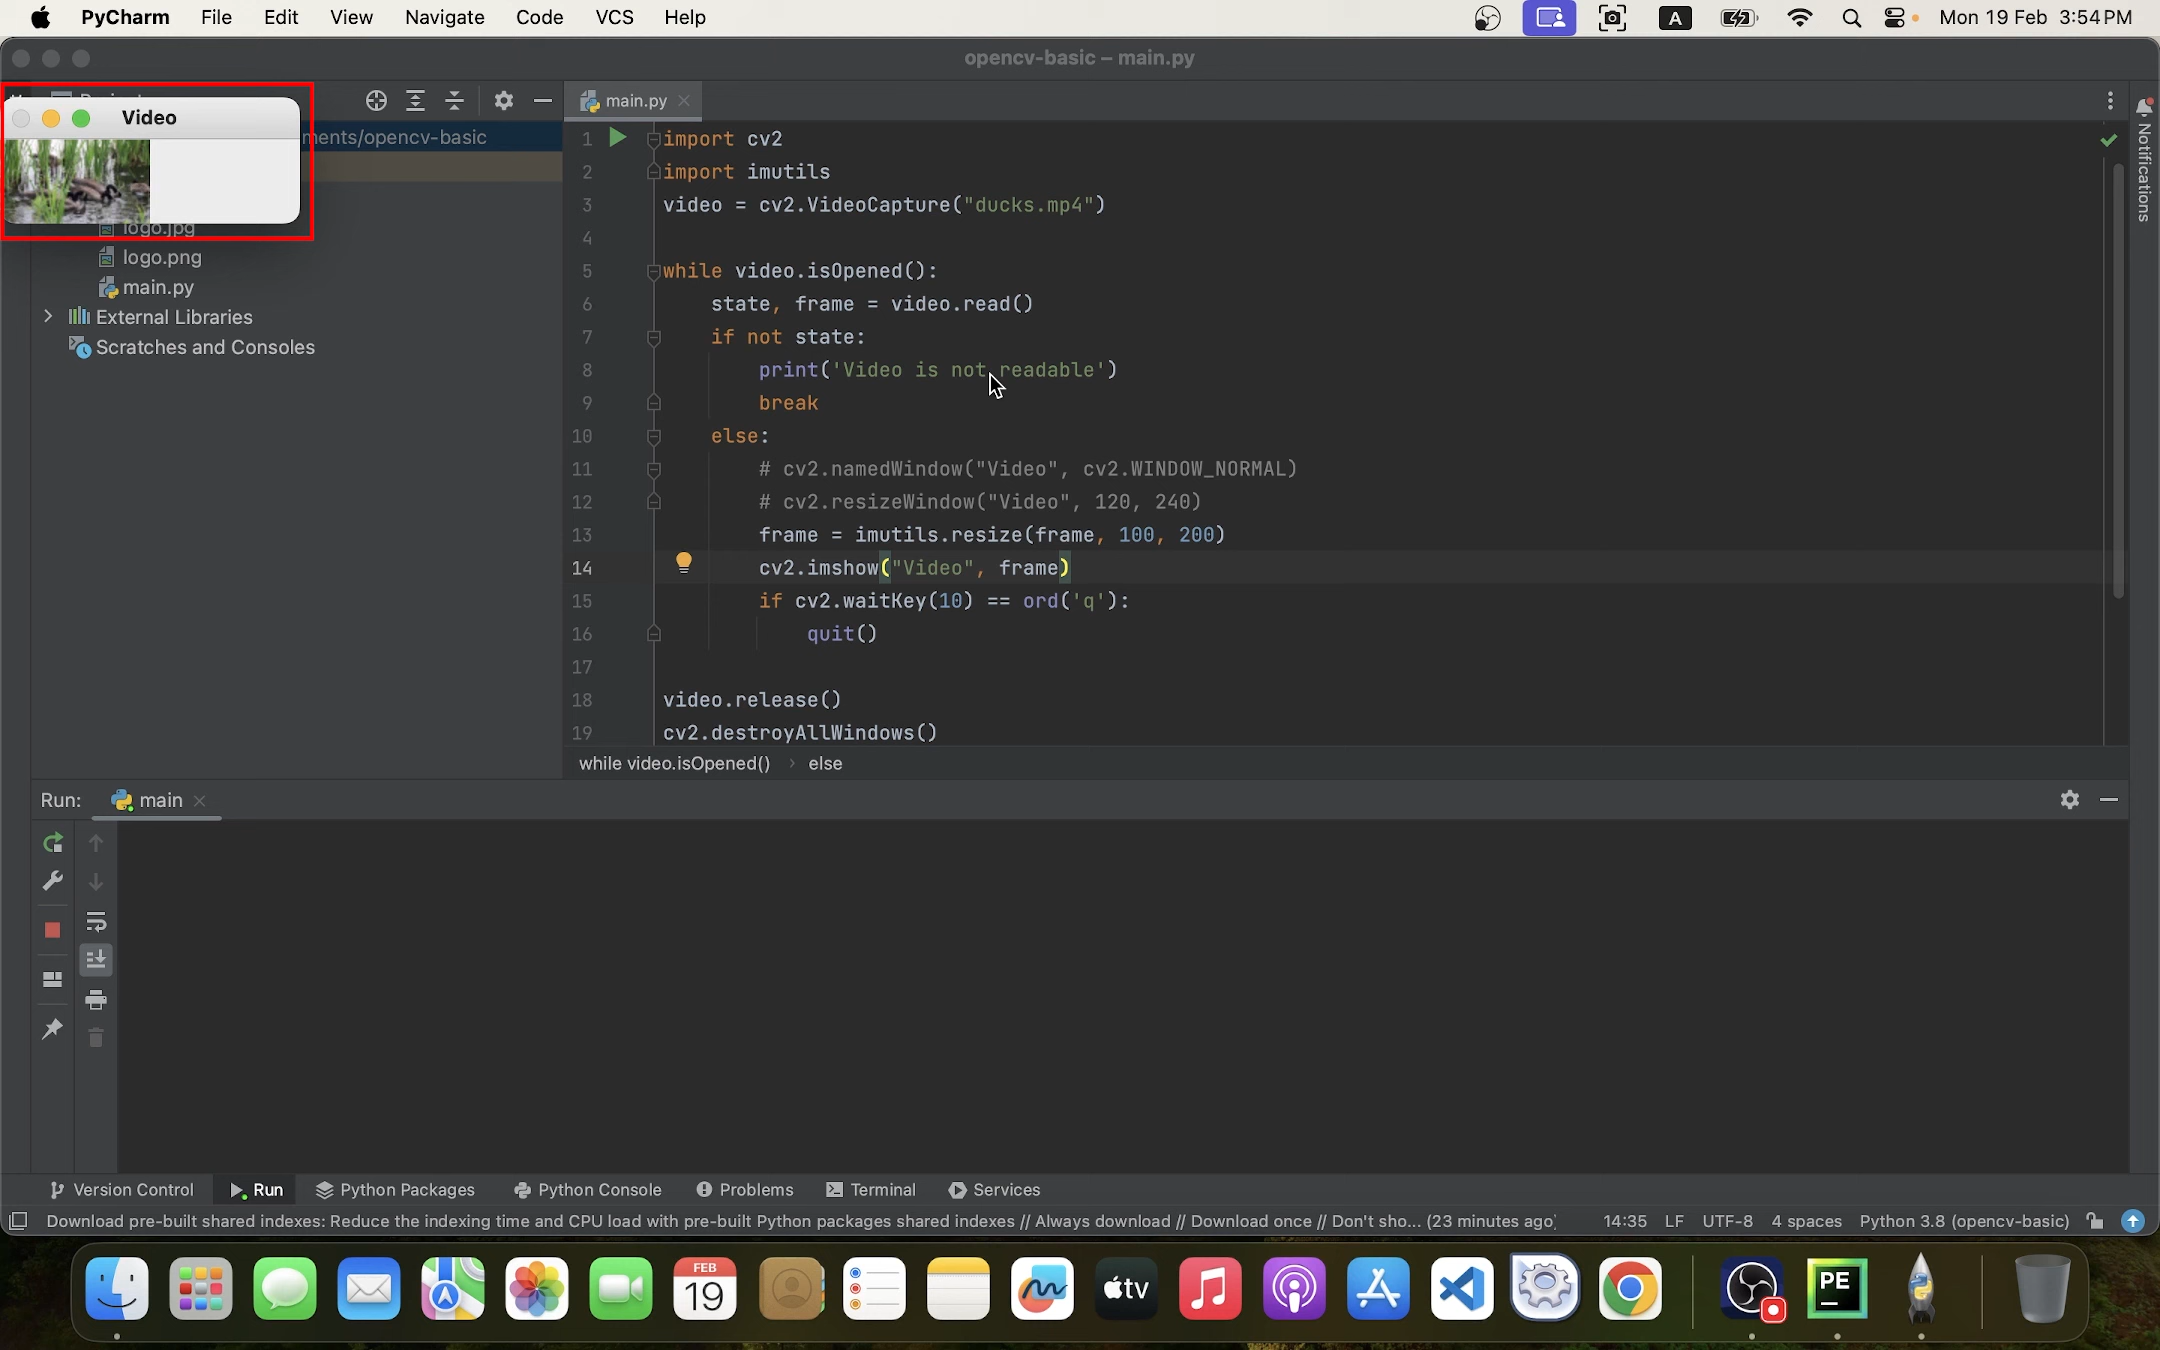 PyCharm File Edit View Navigate Code VCS Help A Mon 19 Feb 3:54 PM
opencv-basic – main.py
main.py
Video
ments/opencv-basic
logo.jpg
logo.png
main.py
External Libraries
Scratches and Consoles
1 import cv2
2 import imutils
3 video = cv2.VideoCapture("ducks.mp4")
4
5 while video.isOpened():
6 state, frame = video.read()
7 if not state:
8 print('Video is not readable')
9 break
10 else:
11 # cv2.namedWindow("Video", cv2.WINDOW_NORMAL)
12 # cv2.resizeWindow("Video", 120, 240)
13 frame = imutils.resize(frame, 100, 200)
14 cv2.imshow("Video", frame)
15 if cv2.waitKey(10) == ord('q'):
16 quit()
17
18 video.release()
19 cv2.destroyAllWindows()
while video.isOpened() › else
Notifications
Run: main
Version Control Run Python Packages Python Console Problems Terminal Services
Download pre-built shared indexes: Reduce the indexing time and CPU load with pre-built Python packages shared indexes // Always download // Download once // Don't sho... (23 minutes ago) 14:35 LF UTF-8 4 spaces Python 3.8 (opencv-basic)
FEB
19
tv
PE